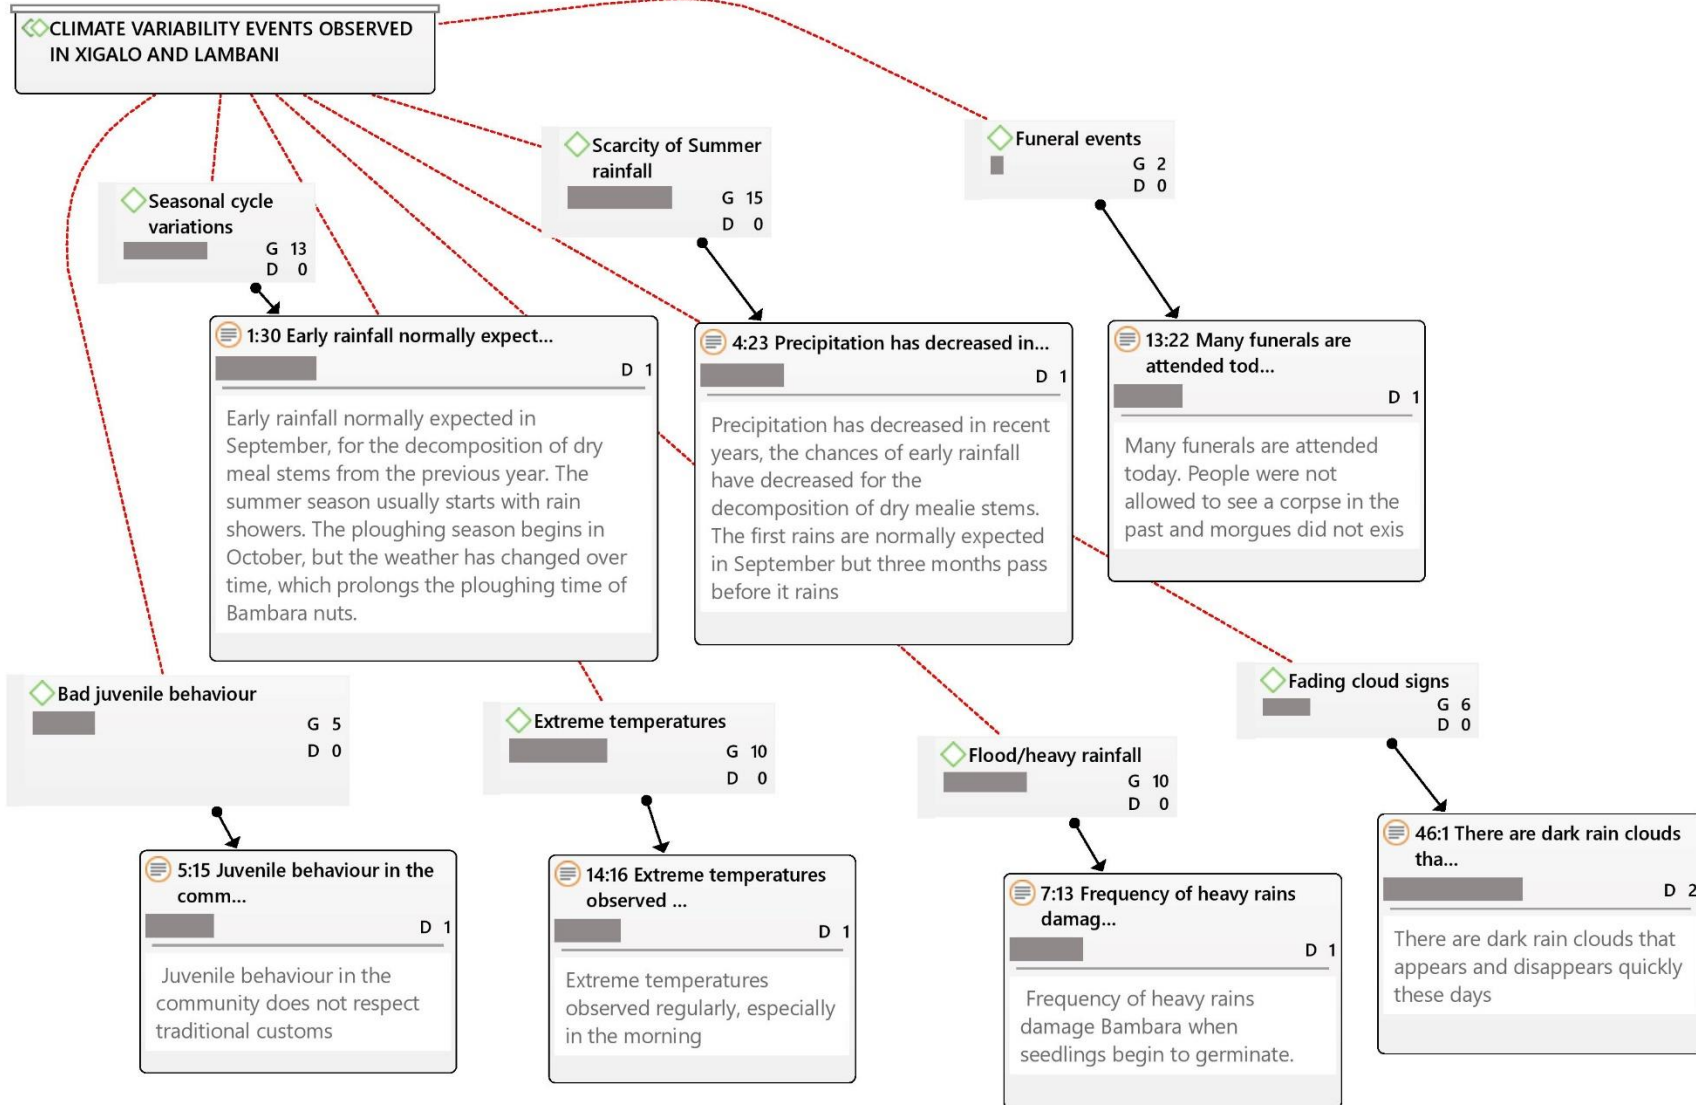 CLIMATE VARIABILITY EVENTS OBSERVED
IN XIGALO AND LAMBANI
Scarcity of Summer
rainfall
G 15
D 0
Funeral events
G 2
D 0
Seasonal cycle
variations
G 13
D 0
1:30 Early rainfall normally expect...
D 1
Early rainfall normally expected in
September, for the decomposition of dry
meal stems from the previous year. The
summer season usually starts with rain
showers. The ploughing season begins in
October, but the weather has changed over
time, which prolongs the ploughing time of
Bambara nuts.
4:23 Precipitation has decreased in...
D 1
Precipitation has decreased in recent
years, the chances of early rainfall
have decreased for the
decomposition of dry mealie stems.
The first rains are normally expected
in September but three months pass
before it rains
13:22 Many funerals are
attended tod...
D 1
Many funerals are attended
today. People were not
allowed to see a corpse in the
past and morgues did not exis
Bad juvenile behaviour
G 5
D 0
Extreme temperatures
G 10
D 0
Flood/heavy rainfall
G 10
D 0
Fading cloud signs
G 6
D 0
5:15 Juvenile behaviour in the
comm...
D 1
Juvenile behaviour in the
community does not respect
traditional customs
14:16 Extreme temperatures
observed ...
D 1
Extreme temperatures
observed regularly, especially
in the morning
7:13 Frequency of heavy rains
damag...
D 1
Frequency of heavy rains
damage Bambara when
seedlings begin to germinate.
46:1 There are dark rain clouds
tha...
D 2
There are dark rain clouds that
appears and disappears quickly
these days